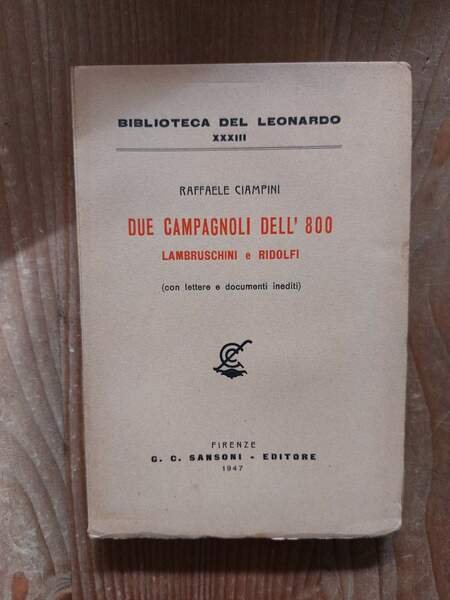 BIBLIOTECA DEL LEONARDO
XXXIII
RAFFAELE CIAMPINI
DUE CAMPAGNOLI DELL' 800
LAMBRUSCHINI e RIDOLFI
(con lettere e documenti inediti)
FIRENZE
G. C. SANSONI - EDITORE
1947